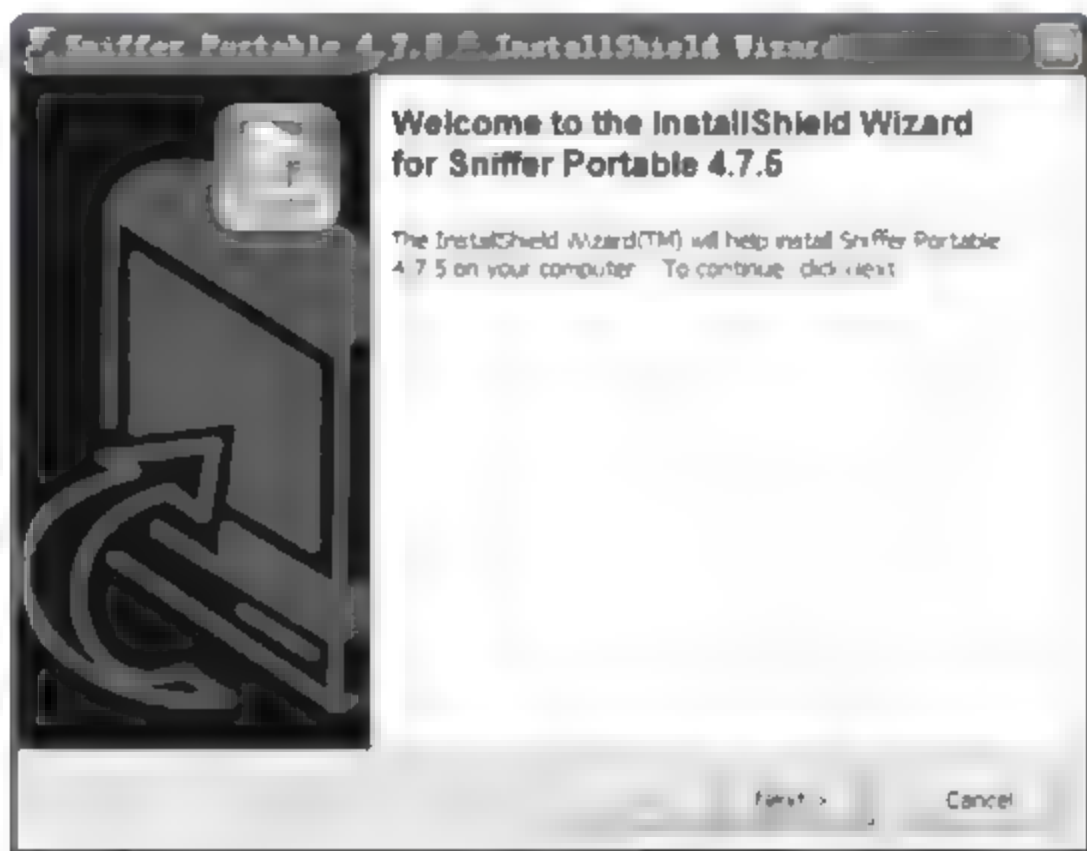 Sniffer Portable 4.7.5 - InstallShield Wizard
Welcome to the InstallShield Wizard
for Sniffer Portable 4.7.5
The InstallShield Wizard(TM) will help install Sniffer Portable
4.7.5 on your computer. To continue, click Next.
Next >
Cancel